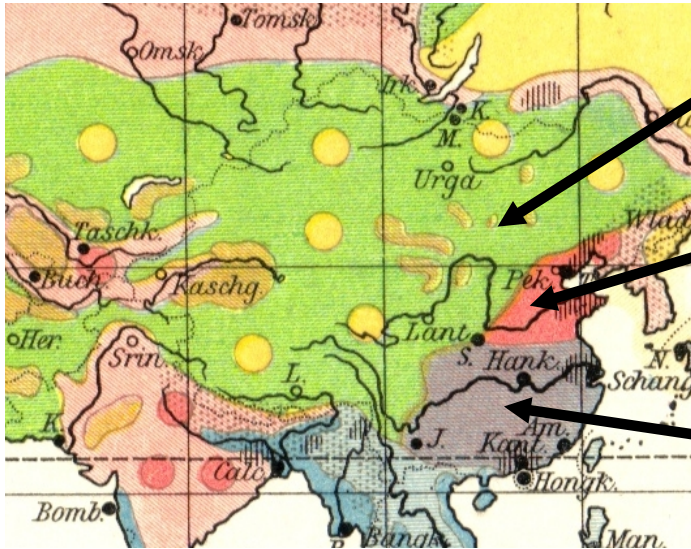 Tomsk
Omsk
Irk.
K.
M.
Urga
Wlad
Taschk.
Pek.
Buch.
Kaschg.
Lant.
Her.
Srin.
S.
Hank.
N.
Schang
L.
K.
J.
Am.
Kant.
Calc.
Hongk.
Bomb.
Bangk.
Man.